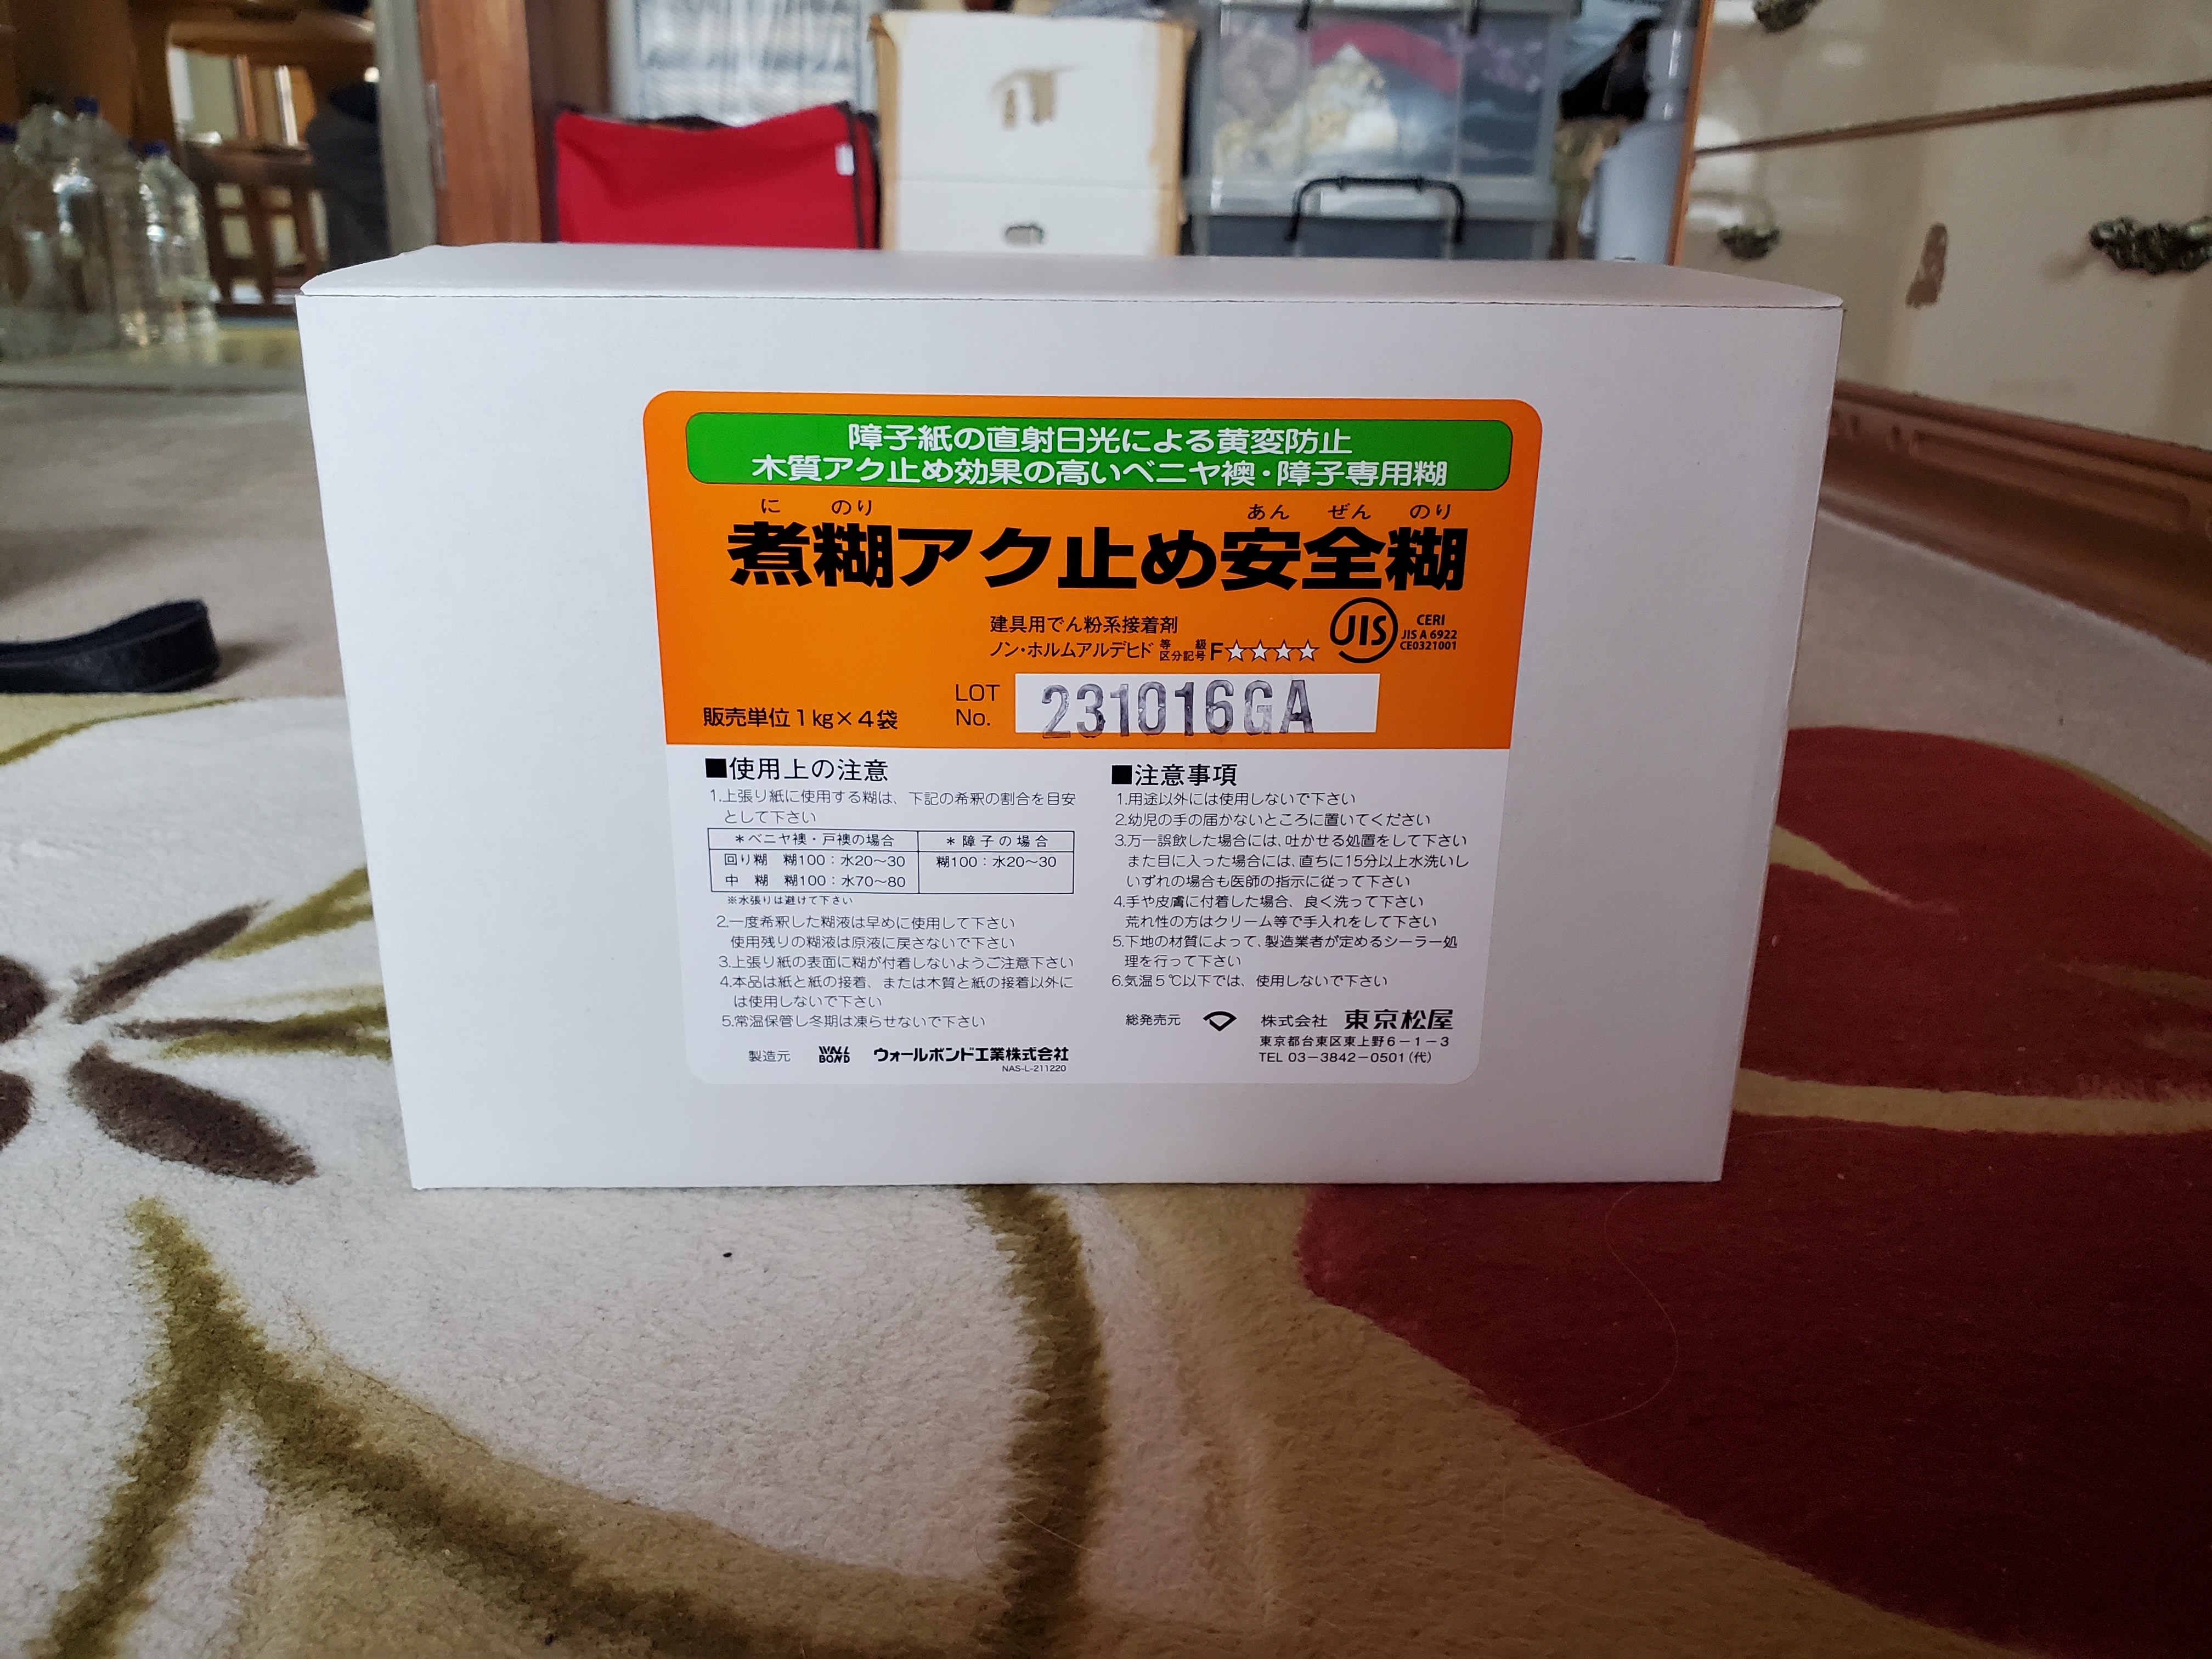 障子紙の直射日光による黄変防止
木質アク止め効果の高いベニヤ襖・障子専用糊
に のり あん ぜん のり
煮糊アク止め安全糊
建具用でん粉系接着剤
ノン・ホルムアルデヒド 等級区分記号 F☆☆☆☆
JIS
CERI
JIS A 6922
CE0321001
販売単位1kg×4袋
LOT No. 231016GA
■使用上の注意
1.上張り紙に使用する糊は、下記の希釈の割合を目安
として下さい
＊ベニヤ襖・戸襖の場合 ＊障子の場合
回り糊 糊100：水20〜30 糊100：水20〜30
中 糊 糊100：水70〜80
※水張りは避けて下さい
2.一度希釈した糊液は早めに使用して下さい
使用残りの糊液は原液に戻さないで下さい
3.上張り紙の表面に糊が付着しないようご注意下さい
4.本品は紙と紙の接着、または木質と紙の接着以外に
は使用しないで下さい
5.常温保管し冬期は凍らせないで下さい
製造元 WALL BOND ウォールボンド工業株式会社
NAS-L-211220
■注意事項
1.用途以外には使用しないで下さい
2.幼児の手の届かないところに置いてください
3.万一誤飲した場合には、吐かせる処置をして下さい
また目に入った場合には、直ちに15分以上水洗いし
いずれの場合も医師の指示に従って下さい
4.手や皮膚に付着した場合、良く洗って下さい
荒れ性の方はクリーム等で手入れをして下さい
5.下地の材質によって、製造業者が定めるシーラー処
理を行って下さい
6.気温5℃以下では、使用しないで下さい
総発売元 株式会社 東京松屋
東京都台東区東上野6－1－3
TEL 03－3842－0501（代）